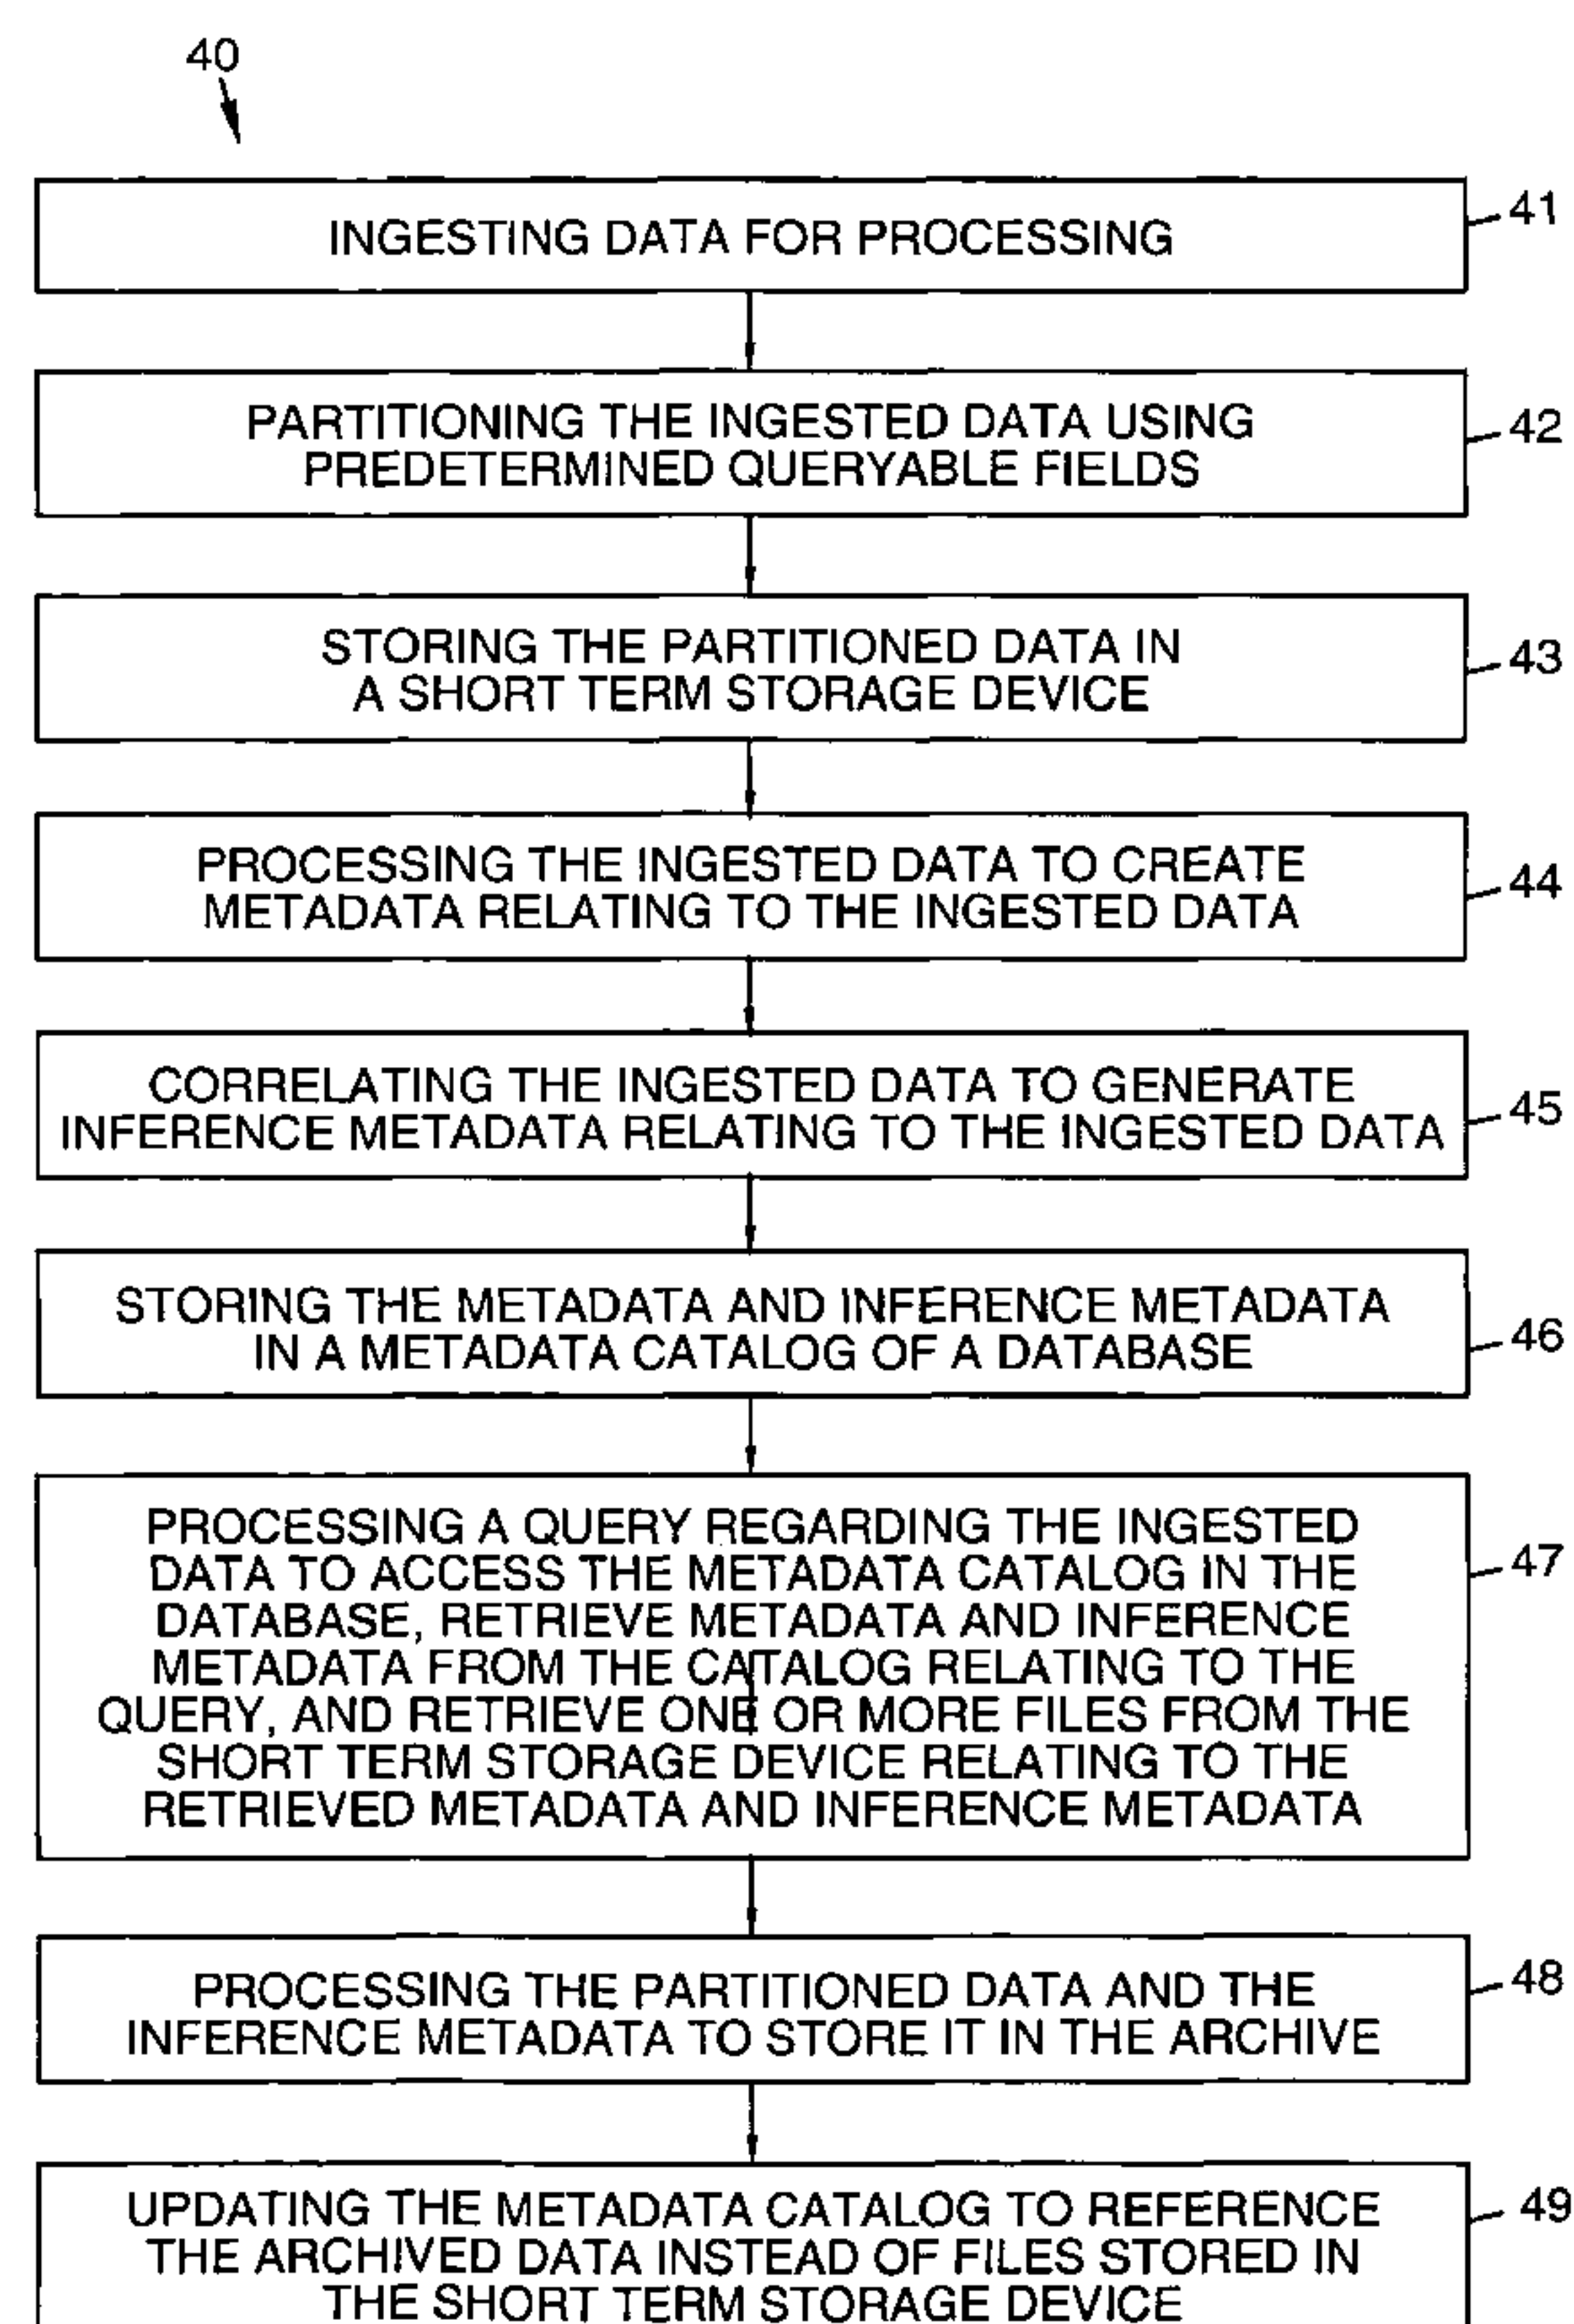 40
INGESTING DATA FOR PROCESSING
41
PARTITIONING THE INGESTED DATA USING
PREDETERMINED QUERYABLE FIELDS
42
STORING THE PARTITIONED DATA IN
A SHORT TERM STORAGE DEVICE
43
PROCESSING THE INGESTED DATA TO CREATE
METADATA RELATING TO THE INGESTED DATA
44
CORRELATING THE INGESTED DATA TO GENERATE
INFERENCE METADATA RELATING TO THE INGESTED DATA
45
STORING THE METADATA AND INFERENCE METADATA
IN A METADATA CATALOG OF A DATABASE
46
PROCESSING A QUERY REGARDING THE INGESTED
DATA TO ACCESS THE METADATA CATALOG IN THE
DATABASE, RETRIEVE METADATA AND INFERENCE
METADATA FROM THE CATALOG RELATING TO THE
QUERY, AND RETRIEVE ONE OR MORE FILES FROM THE
SHORT TERM STORAGE DEVICE RELATING TO THE
RETRIEVED METADATA AND INFERENCE METADATA
47
PROCESSING THE PARTITIONED DATA AND THE
INFERENCE METADATA TO STORE IT IN THE ARCHIVE
48
UPDATING THE METADATA CATALOG TO REFERENCE
THE ARCHIVED DATA INSTEAD OF FILES STORED IN
THE SHORT TERM STORAGE DEVICE
49